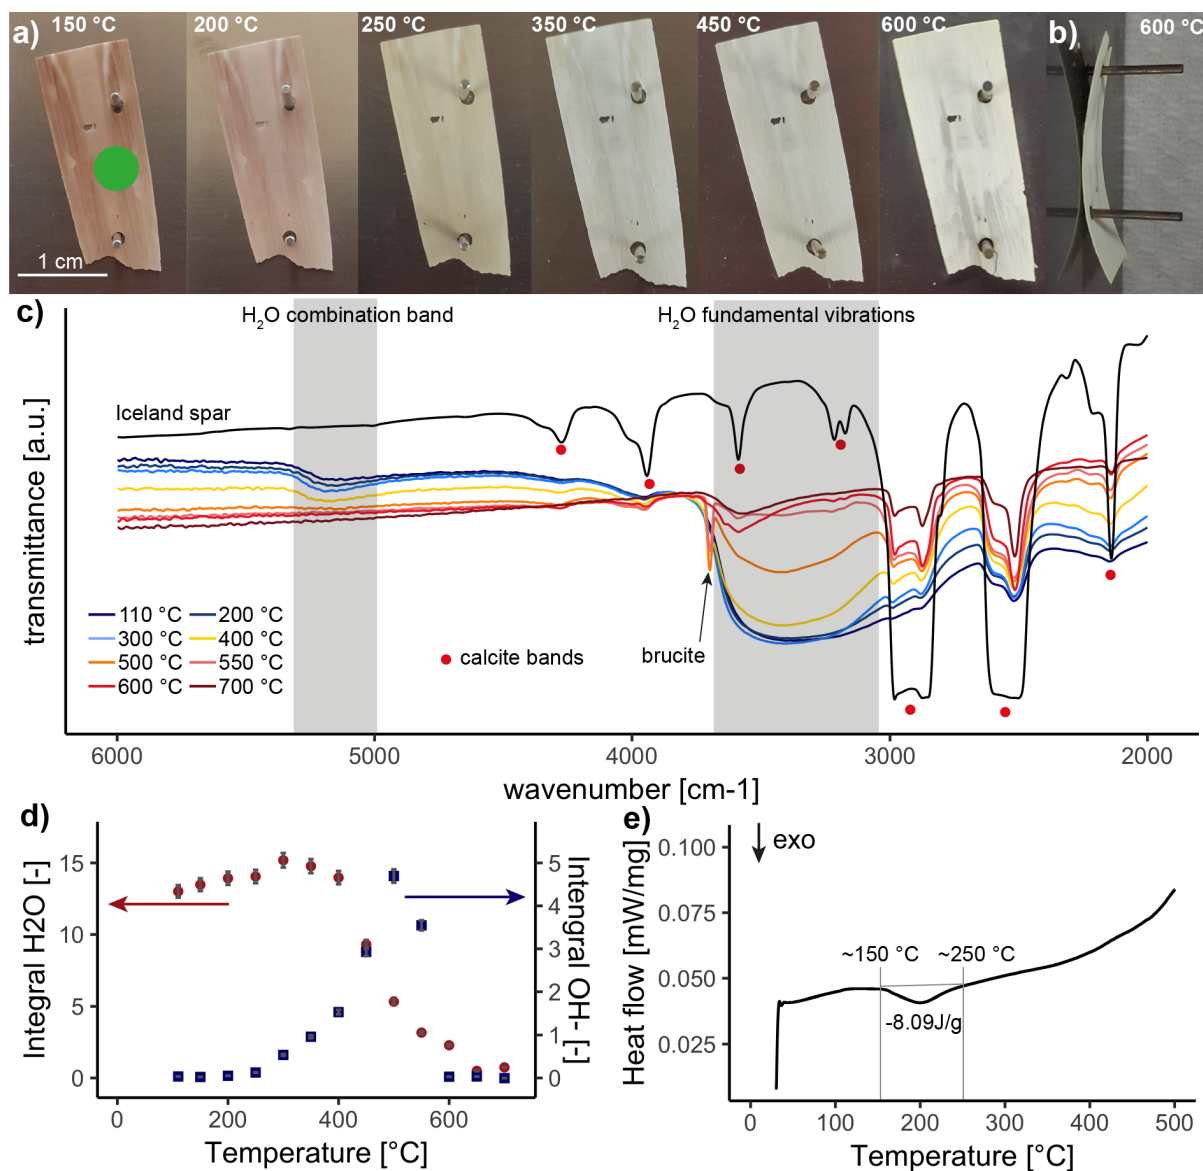 a) 150 °C 200 °C 250 °C 350 °C 450 °C 600 °C b) 600 °C
1 cm
c)
H2O combination band H2O fundamental vibrations
Iceland spar
transmittance [a.u.]
110 °C 200 °C
300 °C 400 °C
500 °C 550 °C
600 °C 700 °C
calcite bands
brucite
6000 5000 4000 3000 2000
wavenumber [cm-1]
d)
Integral H2O [-]
15
10
5
0
5
4
3
2
1
0
Intengral OH- [-]
0 200 400 600
Temperature [°C]
e)
exo
Heat flow [mW/mg]
0.100
0.075
0.050
0.025
~150 °C ~250 °C
-8.09J/g
0 100 200 300 400 500
Temperature [°C]